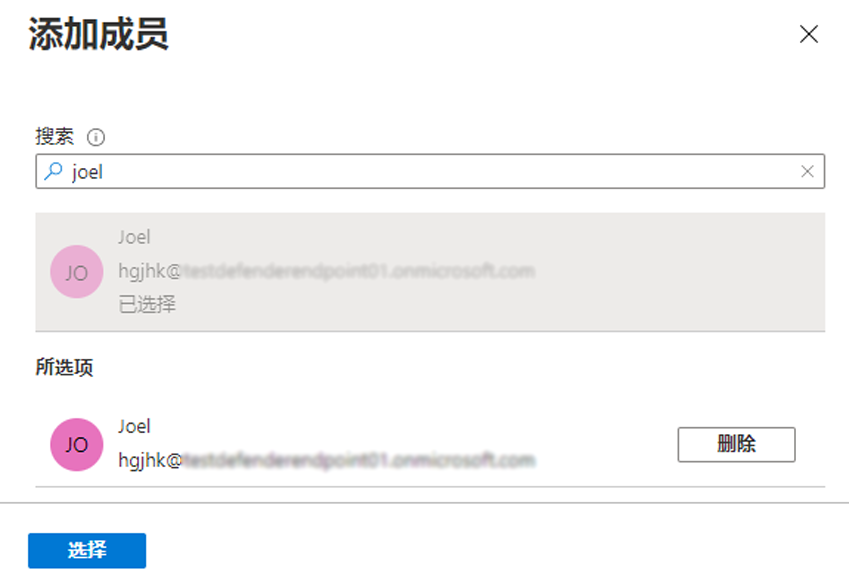 添加成员
搜索
joel
JO
Joel
hgjhk@testdefenderendpoint01.onmicrosoft.com
已选择
所选项
JO
Joel
hgjhk@testdefenderendpoint01.onmicrosoft.com
删除
选择